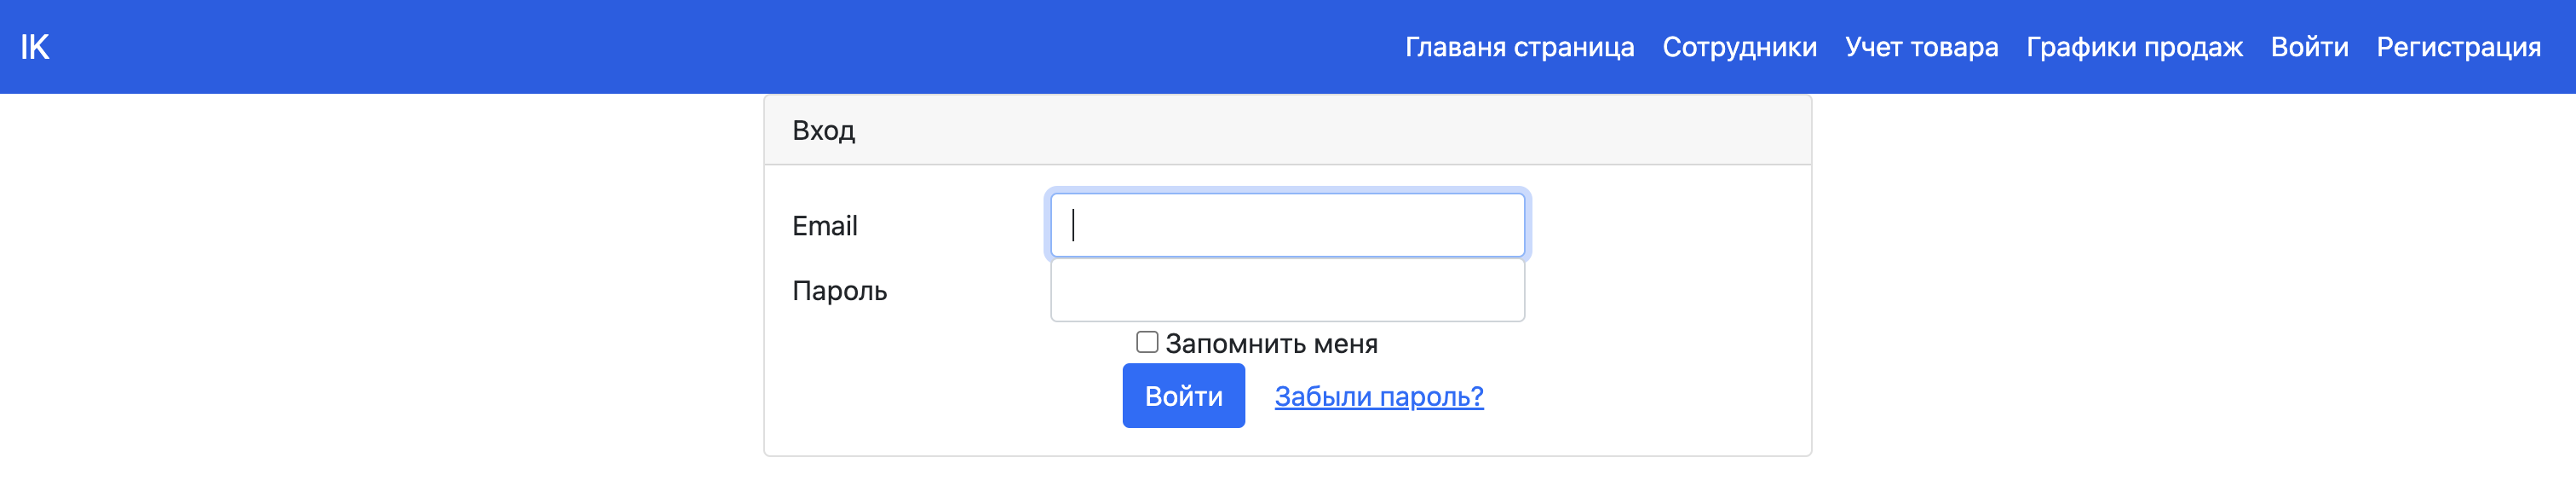 IK Главаня страница Сотрудники Учет товара Графики продаж Войти Регистрация
Вход
Email
Пароль
Запомнить меня
Войти Забыли пароль?